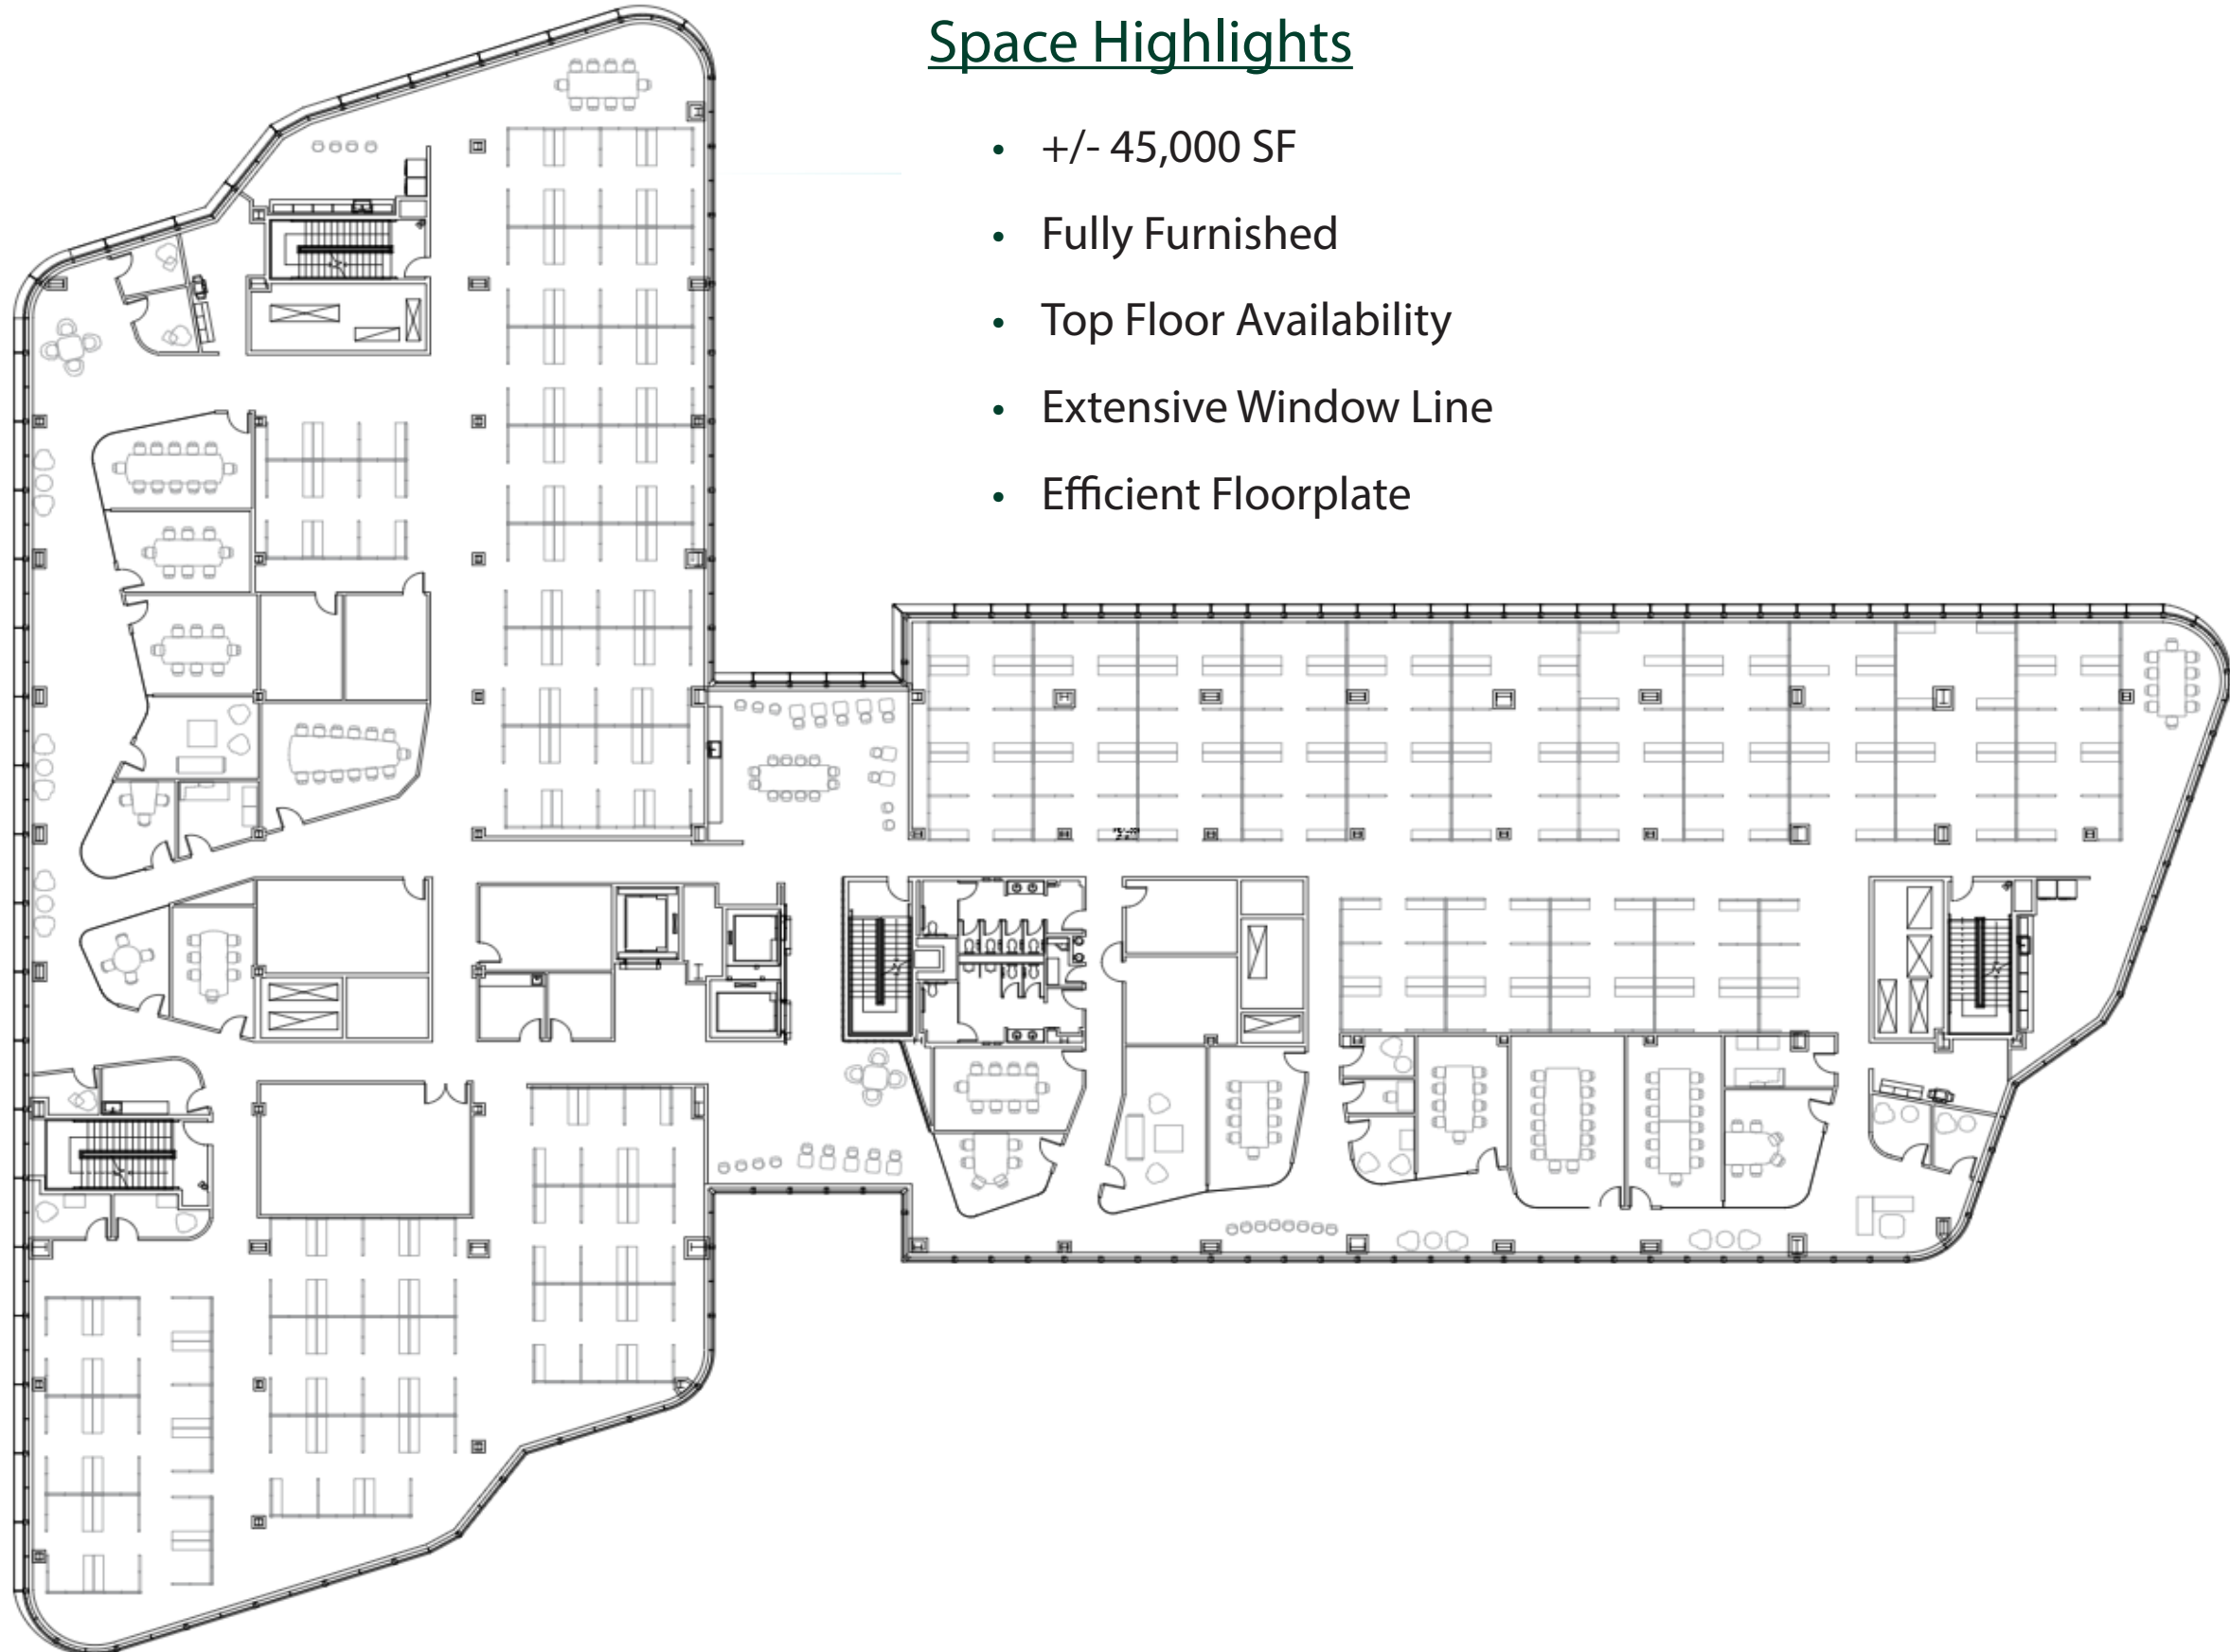 Space Highlights
• +/- 45,000 SF
• Fully Furnished
• Top Floor Availability
• Extensive Window Line
• Efficient Floorplate